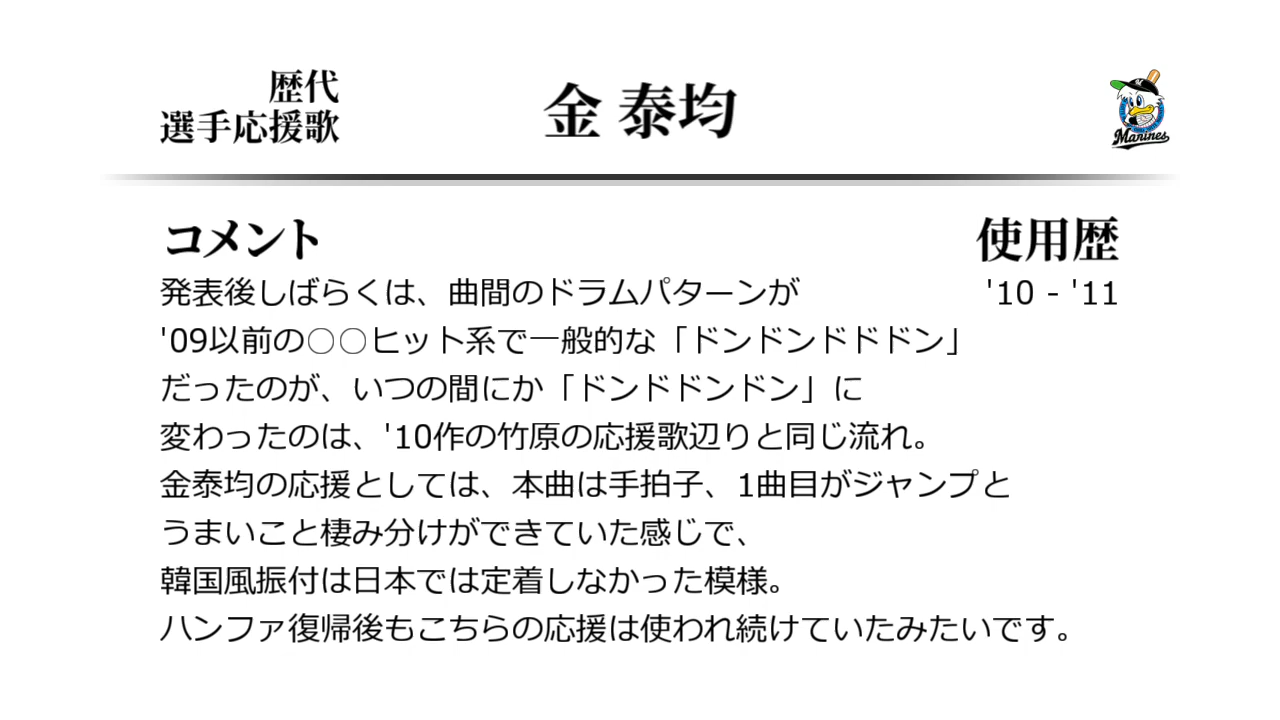 歴代
選手応援歌
金 泰均
Marines
コメント
使用歴
発表後しばらくは、曲間のドラムパターンが
'10 - '11
'09以前の○○ヒット系で一般的な「ドンドンドドドン」
だったのが、いつの間にか「ドンドドンドン」に
変わったのは、'10作の竹原の応援歌辺りと同じ流れ。
金泰均の応援としては、本曲は手拍子、1曲目がジャンプと
うまいこと棲み分けができていた感じで、
韓国風振付は日本では定着しなかった模様。
ハンファ復帰後もこちらの応援は使われ続けていたみたいです。